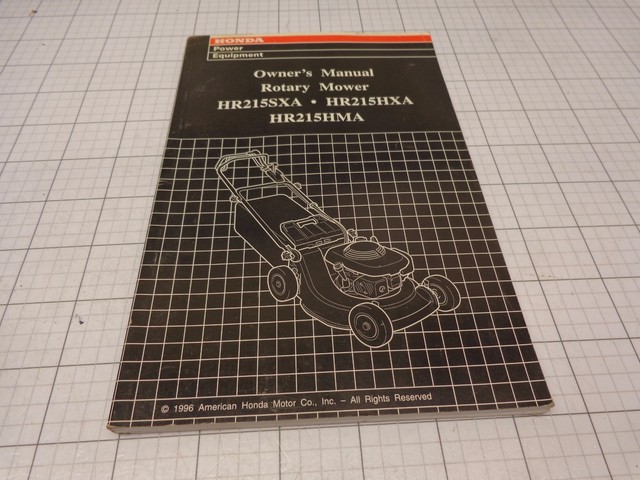 HONDA
Power
Equipment
Owner's Manual
Rotary Mower
HR215SXA • HR215HXA
HR215HMA
© 1996 American Honda Motor Co., Inc. – All Rights Reserved